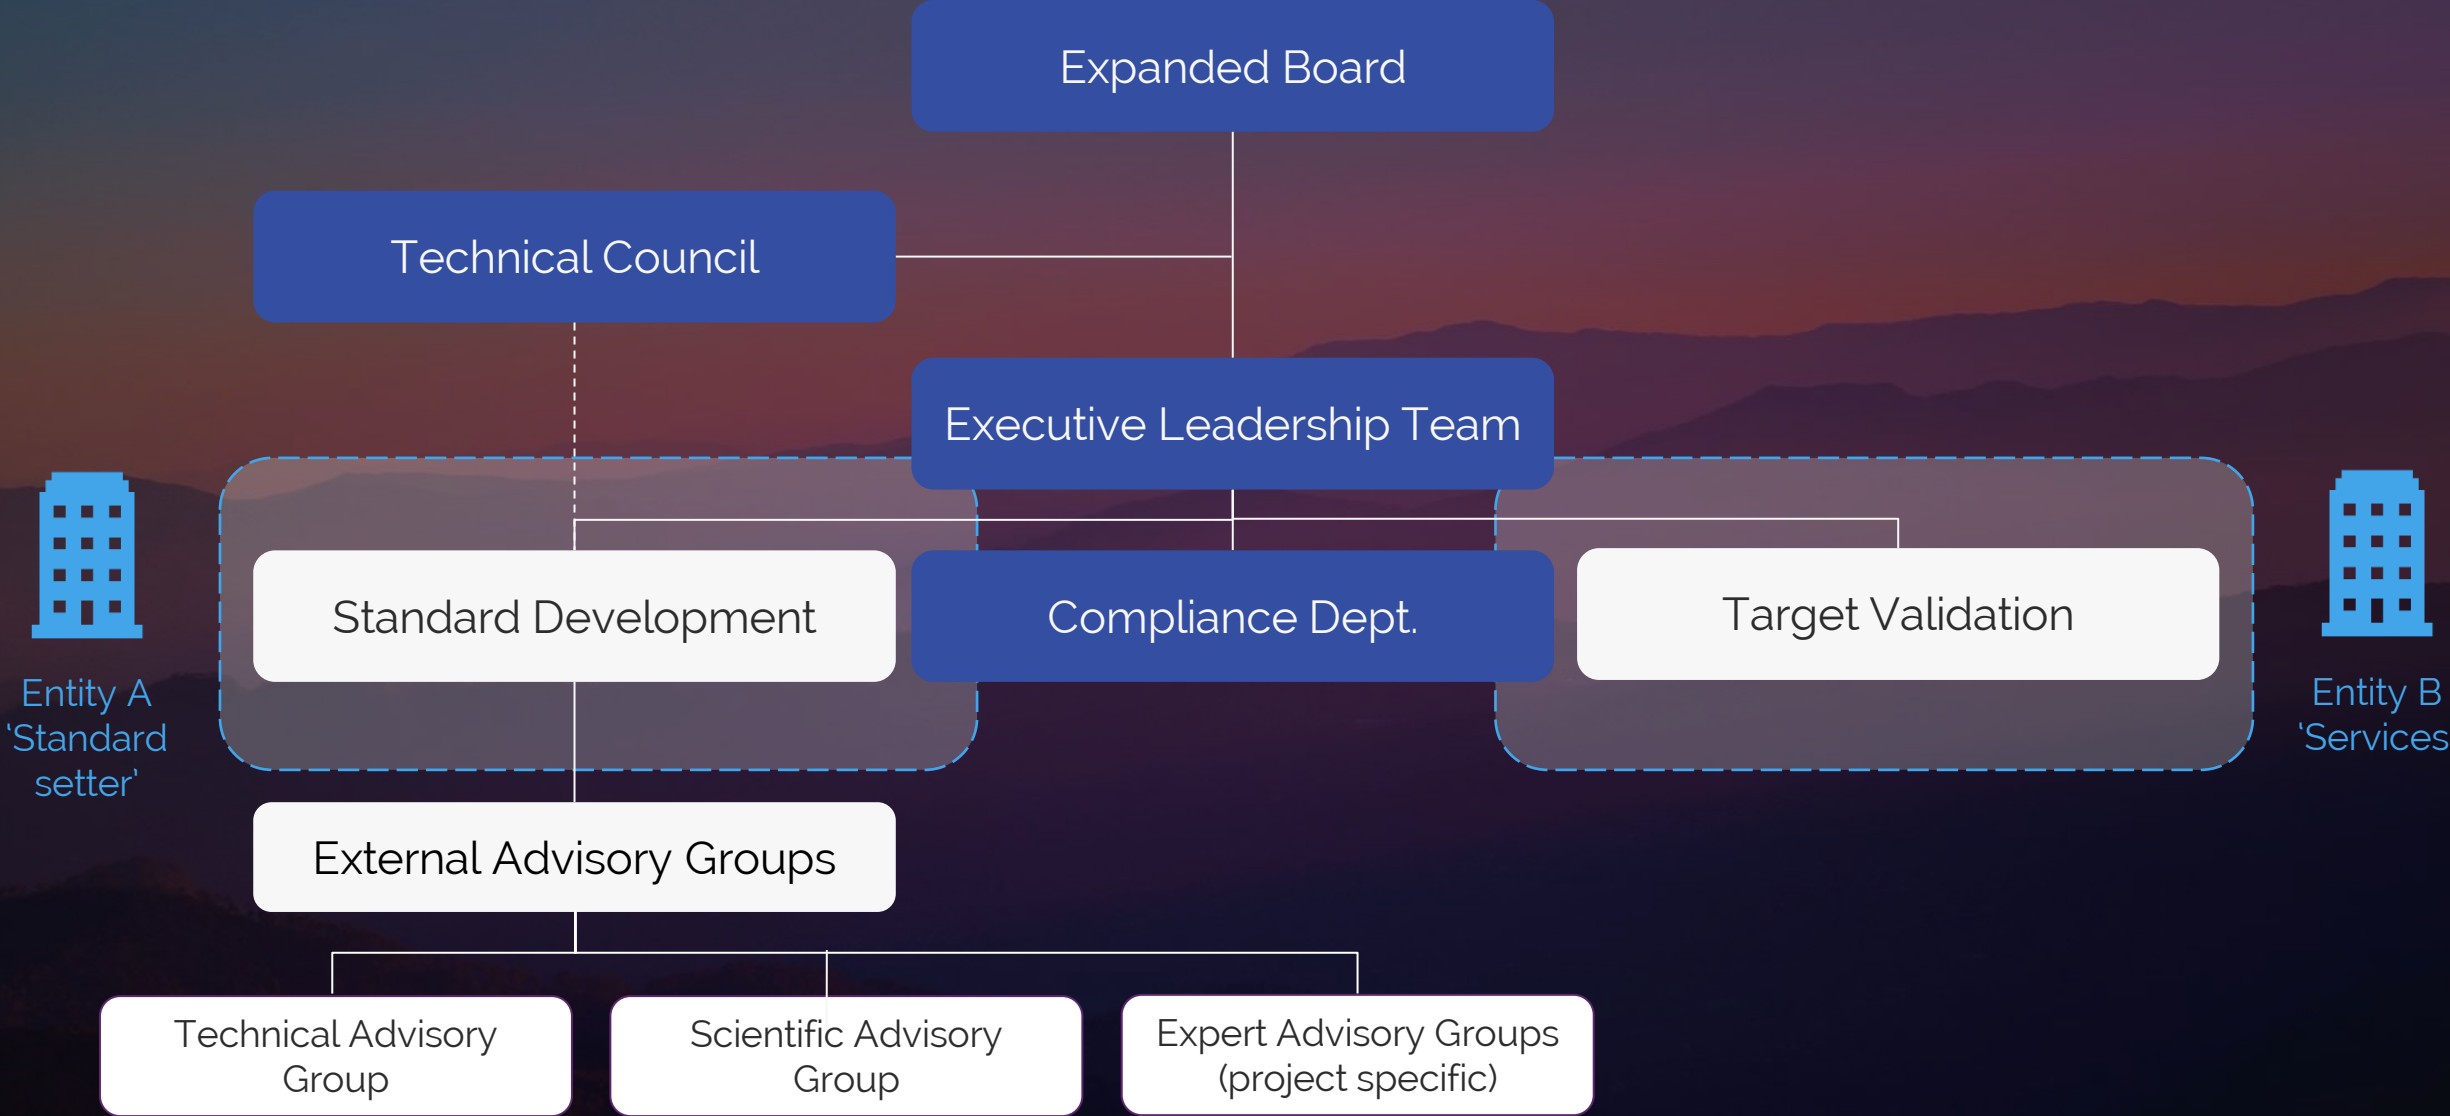 Expanded Board
Technical Council
Executive Leadership Team
Standard Development
Compliance Dept.
Target Validation
Entity A
‘Standard
setter’
Entity B
‘Services
External Advisory Groups
Technical Advisory
Group
Scientific Advisory
Group
Expert Advisory Groups
(project specific)